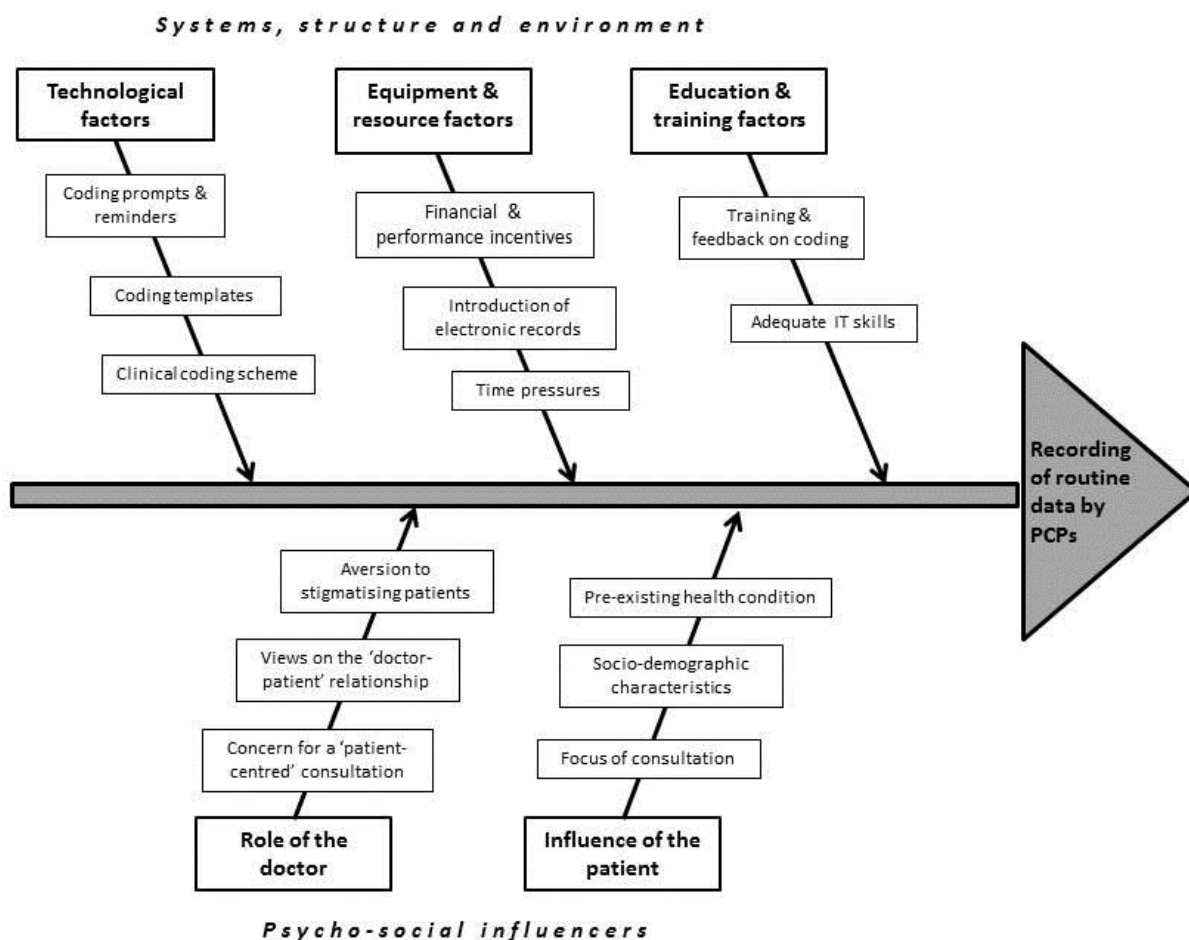 Systems, structure and environment
Technological
factors
Equipment &
resource factors
Education &
training factors
Coding prompts &
reminders
Coding templates
Clinical coding scheme
Financial &
performance incentives
Introduction of
electronic records
Time pressures
Training &
feedback on coding
Adequate IT skills
Recording
of routine
data by
PCPs
Aversion to
stigmatising patients
Views on the ‘doctor-
patient’ relationship
Concern for a ‘patient-
centred’ consultation
Role of the
doctor
Pre-existing health condition
Socio-demographic
characteristics
Focus of consultation
Influence of the
patient
Psycho-social influencers